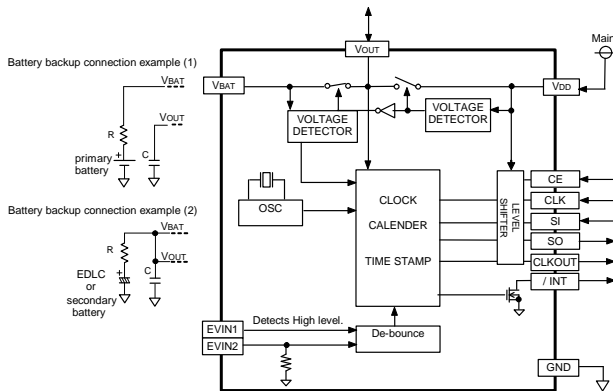 Battery backup connection example (1)
VBAT
VOUT
R
+
C
primary
battery
Battery backup connection example (2)
VBAT
R
VOUT
+
C
EDLC
or
secondary
battery
VOUT
Main
VBAT
VDD
VOLTAGE
DETECTOR
VOLTAGE
DETECTOR
OSC
CLOCK
CALENDER
TIME STAMP
LEVEL
SHIFTER
CE
CLK
SI
SO
CLKOUT
/ INT
EVIN1
Detects High level.
EVIN2
De-bounce
GND